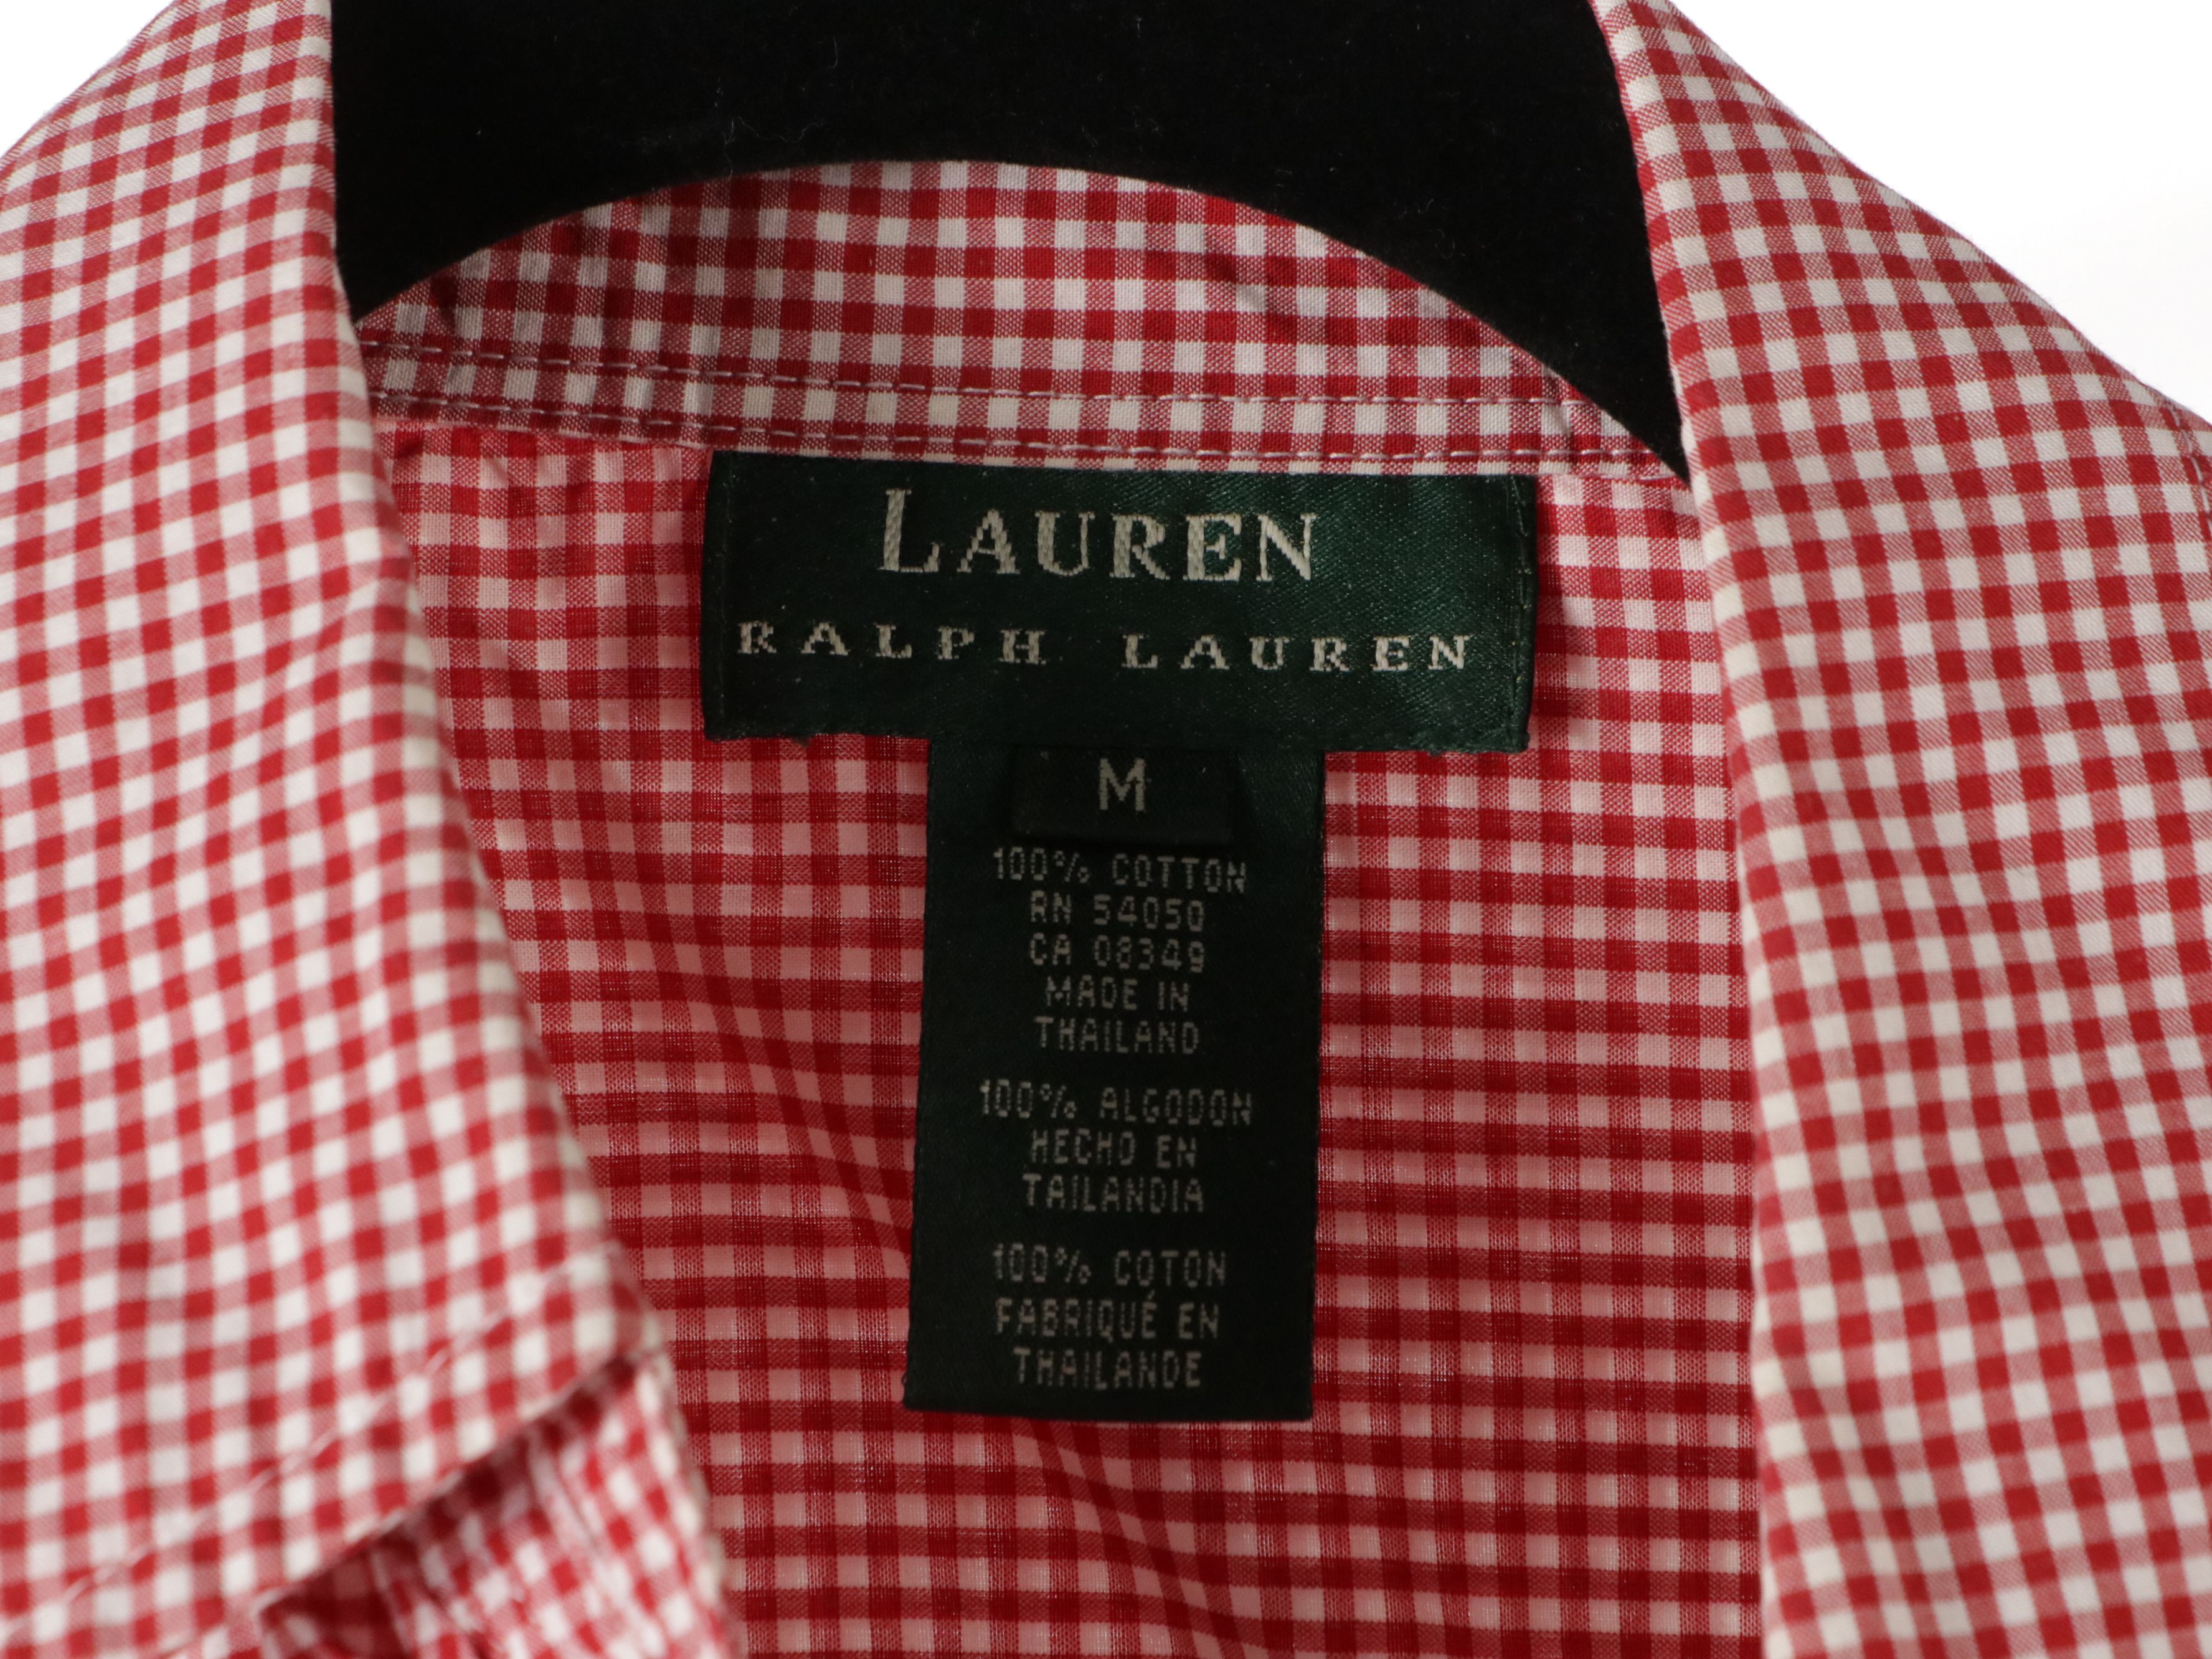 LAUREN
RALPH LAUREN
M
100% COTTON
RN 54050
CA 08349
MADE IN
THAILAND
100% ALGODON
HECHO EN
TAILANDIA
100% COTON
FABRIQUÉ EN
THAILANDE